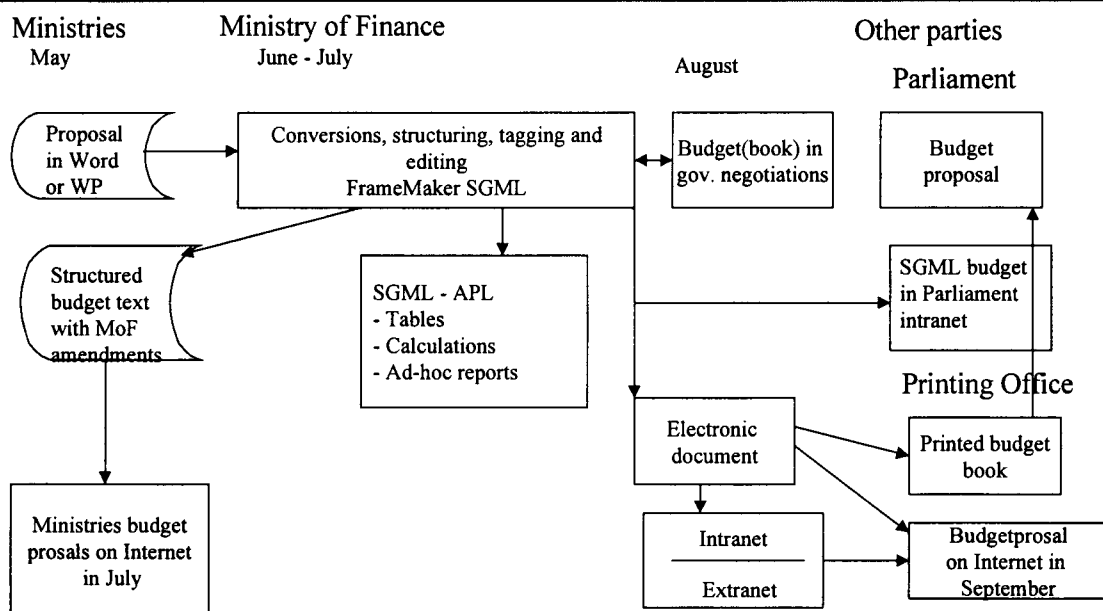 Ministries
May
Ministry of Finance
June - July
August
Other parties
Parliament
Proposal
in Word
or WP
Conversions, structuring, tagging and
editing
FrameMaker SGML
Budget(book) in
gov. negotiations
Budget
proposal
Structured
budget text
with MoF
amendments
SGML - APL
- Tables
- Calculations
- Ad-hoc reports
SGML budget
in Parliament
intranet
Printing Office
Electronic
document
Printed budget
book
Ministries budget
prosals on Internet
in July
Intranet
Extranet
Budgetprosal
on Internet in
September